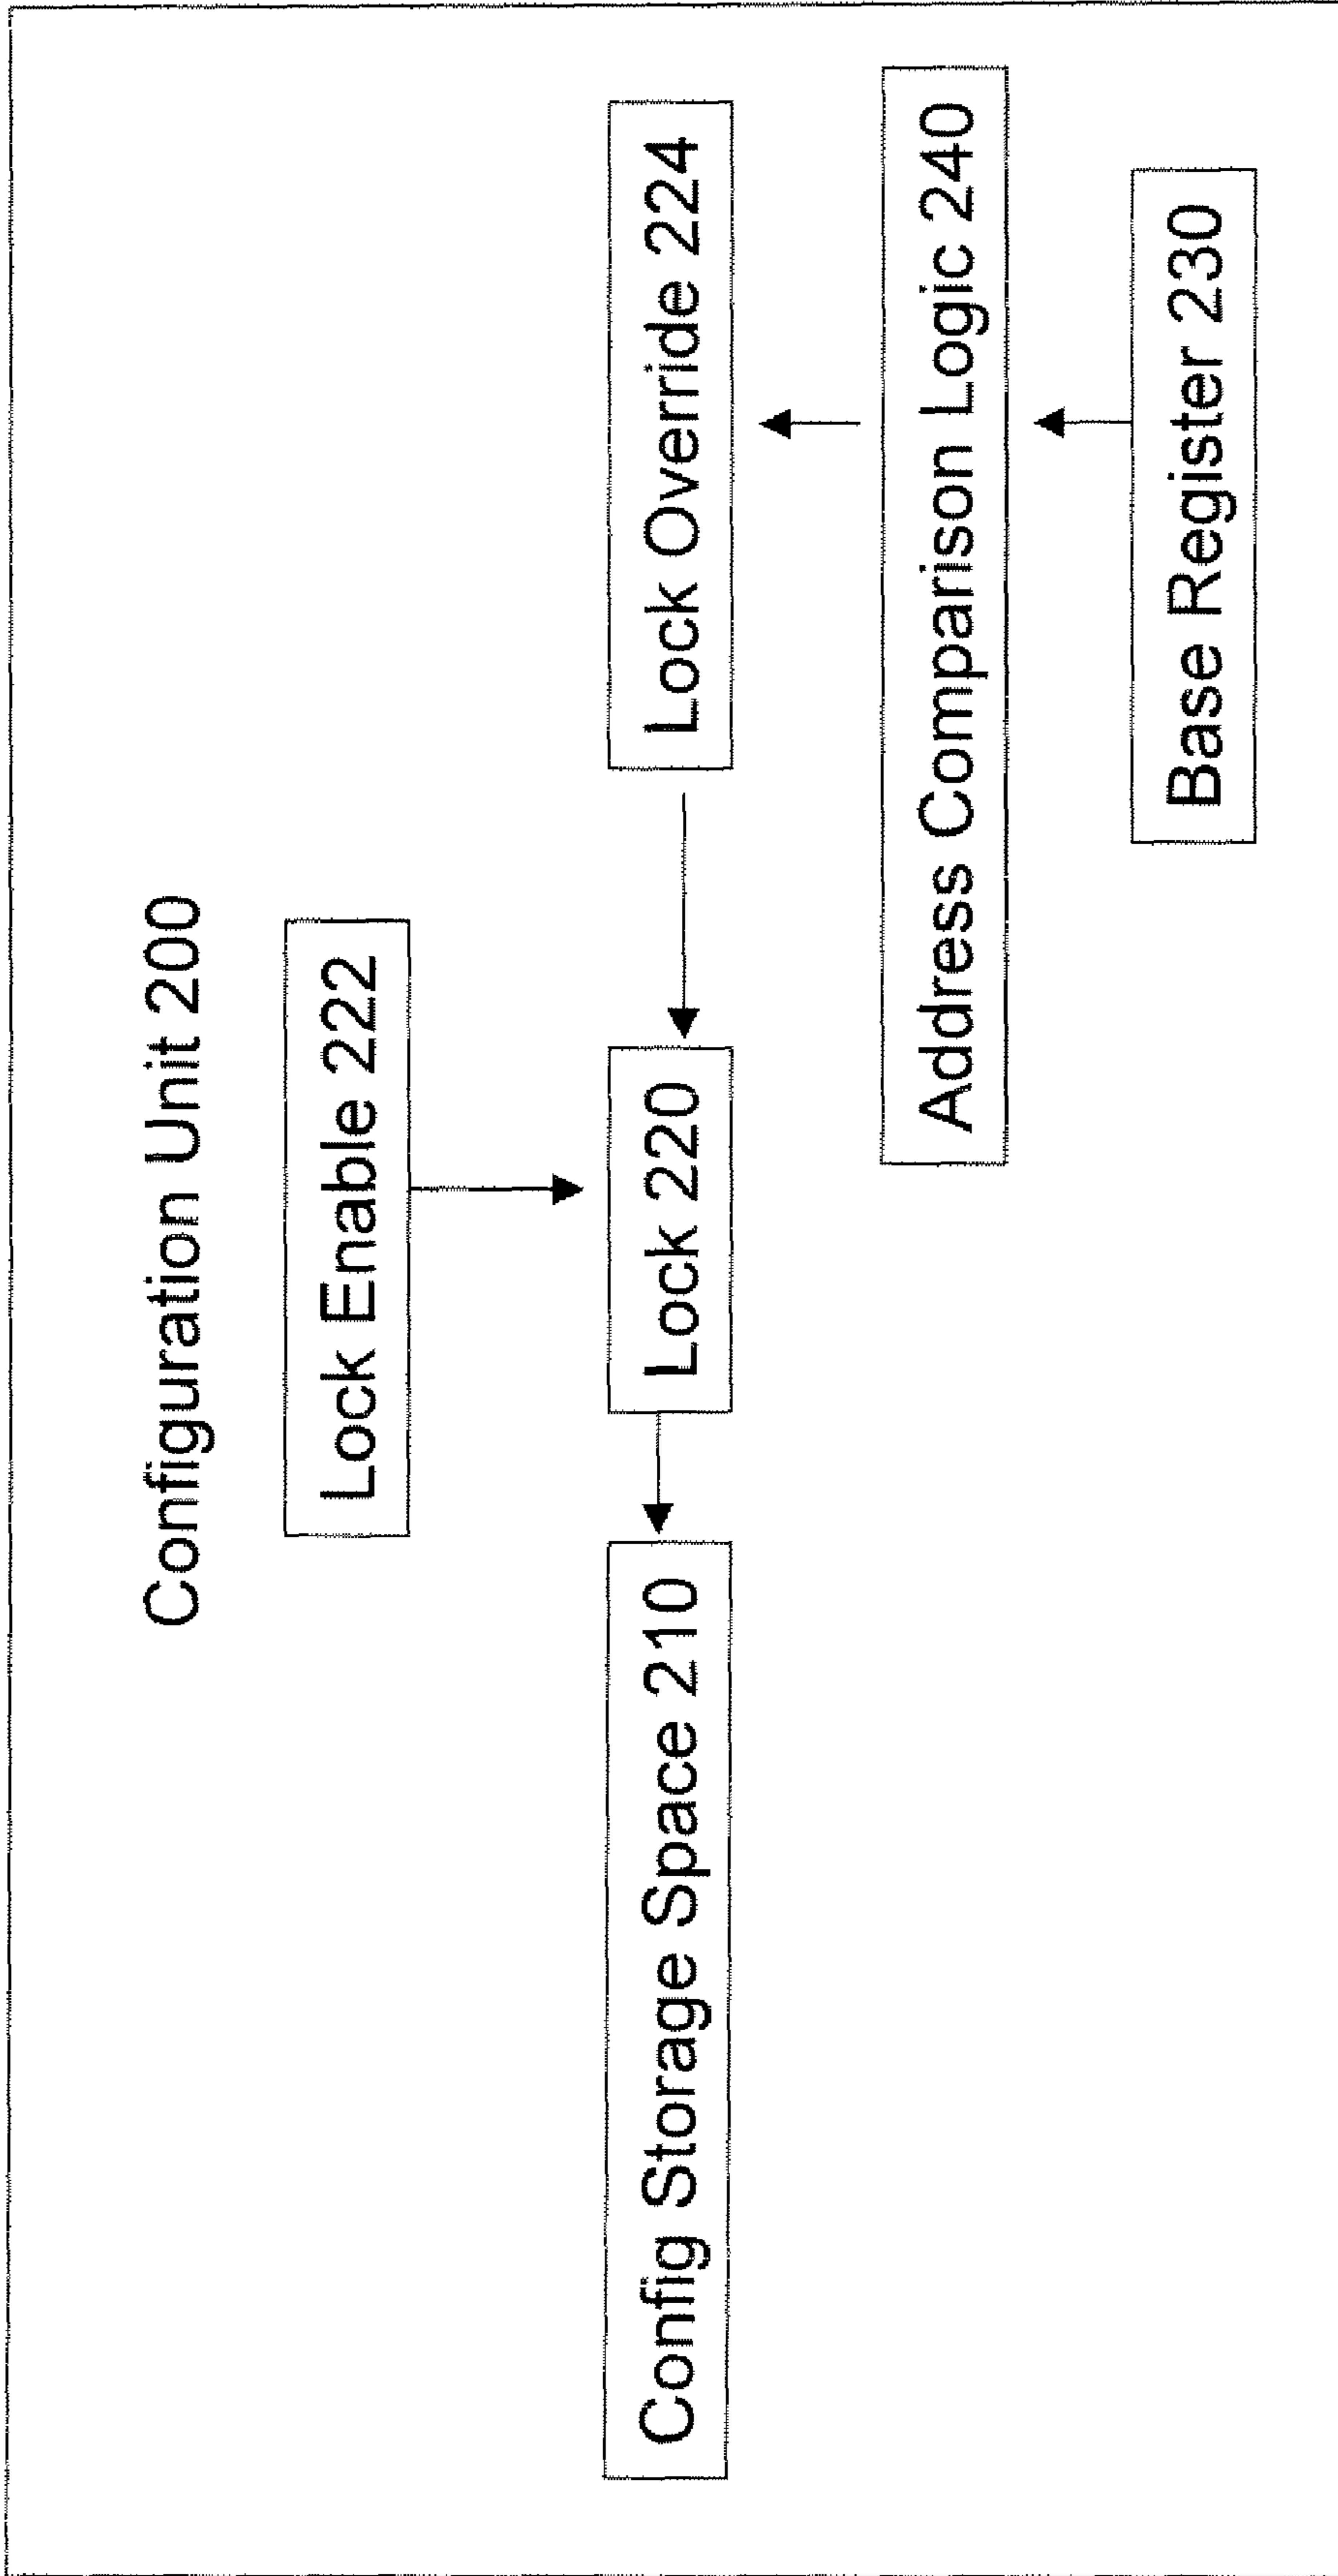 Configuration Unit 200
Lock Enable 222
Config Storage Space 210
Lock 220
Lock Override 224
Address Comparison Logic 240
Base Register 230